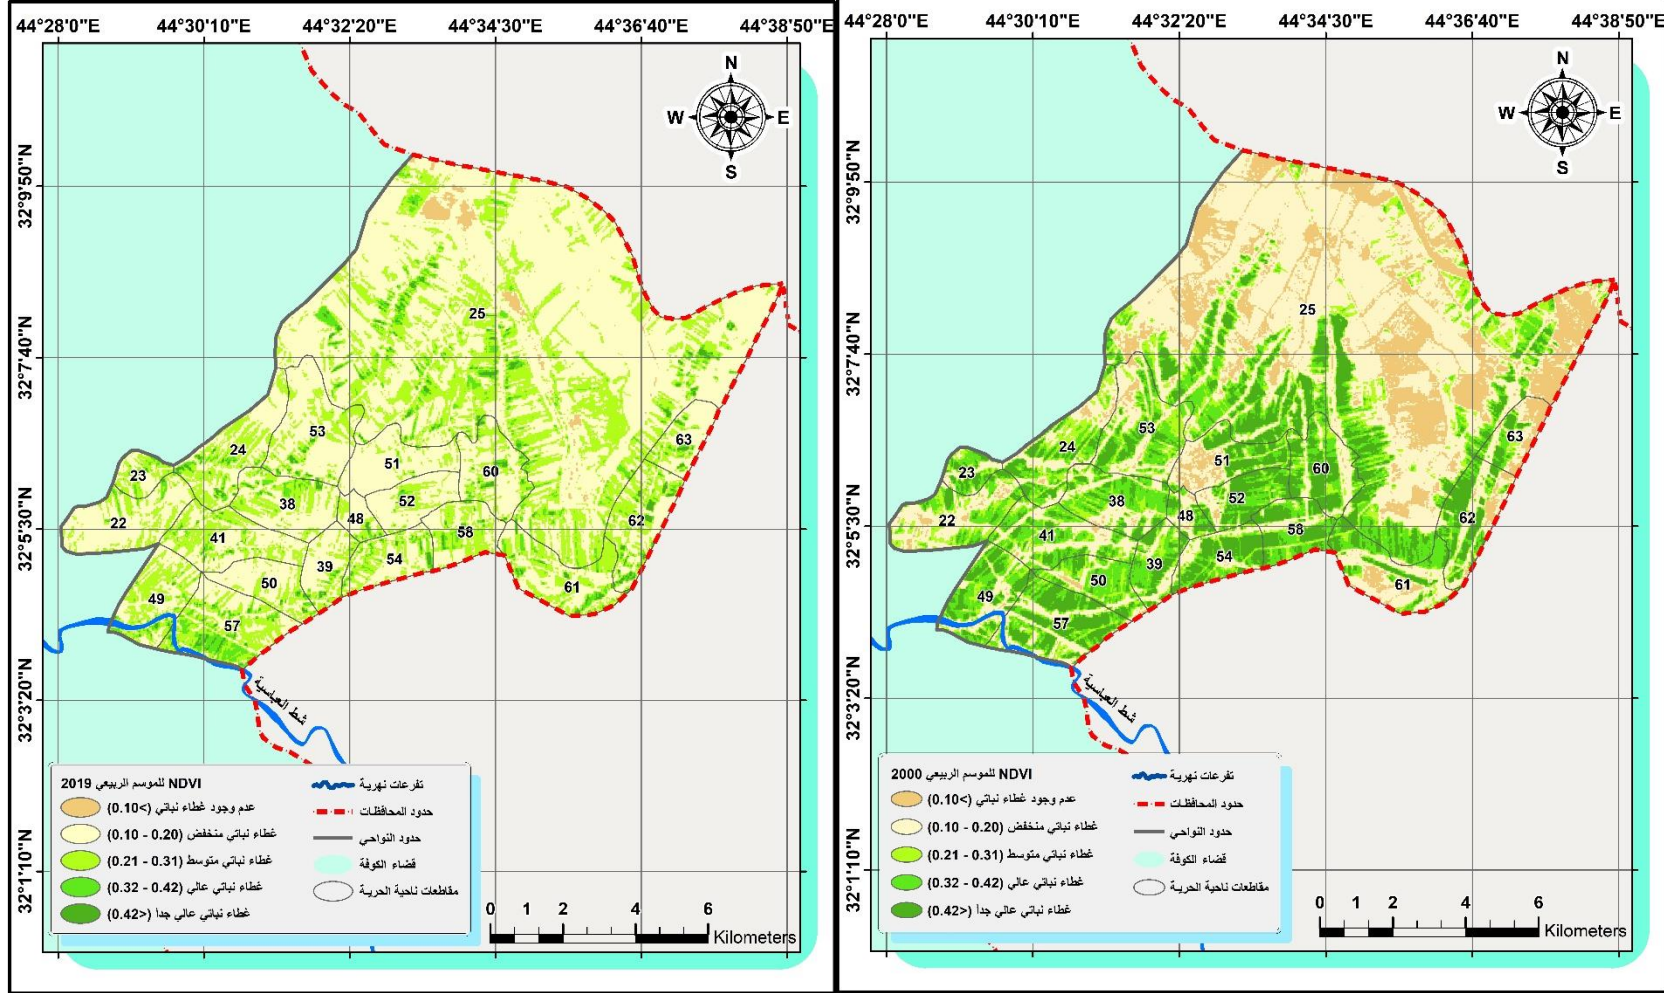 44°28'0"E 44°30'10"E 44°32'20"E 44°34'30"E 44°36'40"E 44°38'50"E
N
W E
S
32°9'50"N
32°7'40"N
32°5'30"N
32°3'20"N
32°1'10"N
25
53
24
23
51
60
63
38
52
22
48
62
41
58
54
39
50
61
49
57
شط العباسية
NDVI للموسم الربيعي 2019
عدم وجود غطاء نباتي (>0.10)
غطاء نباتي منخفض (0.20 - 0.10)
غطاء نباتي متوسط (0.31 - 0.21)
غطاء نباتي عالي (0.42 - 0.32)
غطاء نباتي عالي جداً (<0.42)
تفرعات نهرية
حدود المحافظات
حدود النواحي
قضاء الكوفة
مقاطعات ناحية الحرية
0 1 2 4 6
Kilometers
44°28'0"E 44°30'10"E 44°32'20"E 44°34'30"E 44°36'40"E 44°38'50"E
N
W E
S
32°9'50"N
32°7'40"N
32°5'30"N
32°3'20"N
32°1'10"N
25
53
24
63
51
23
60
38
52
22
48
62
58
41
54
39
50
61
49
57
شط العباسية
NDVI للموسم الربيعي 2000
عدم وجود غطاء نباتي (>0.10)
غطاء نباتي منخفض (0.20 - 0.10)
غطاء نباتي متوسط (0.31 - 0.21)
غطاء نباتي عالي (0.42 - 0.32)
غطاء نباتي عالي جداً (<0.42)
تفرعات نهرية
حدود المحافظات
حدود النواحي
قضاء الكوفة
مقاطعات ناحية الحرية
0 1 2 4 6
Kilometers